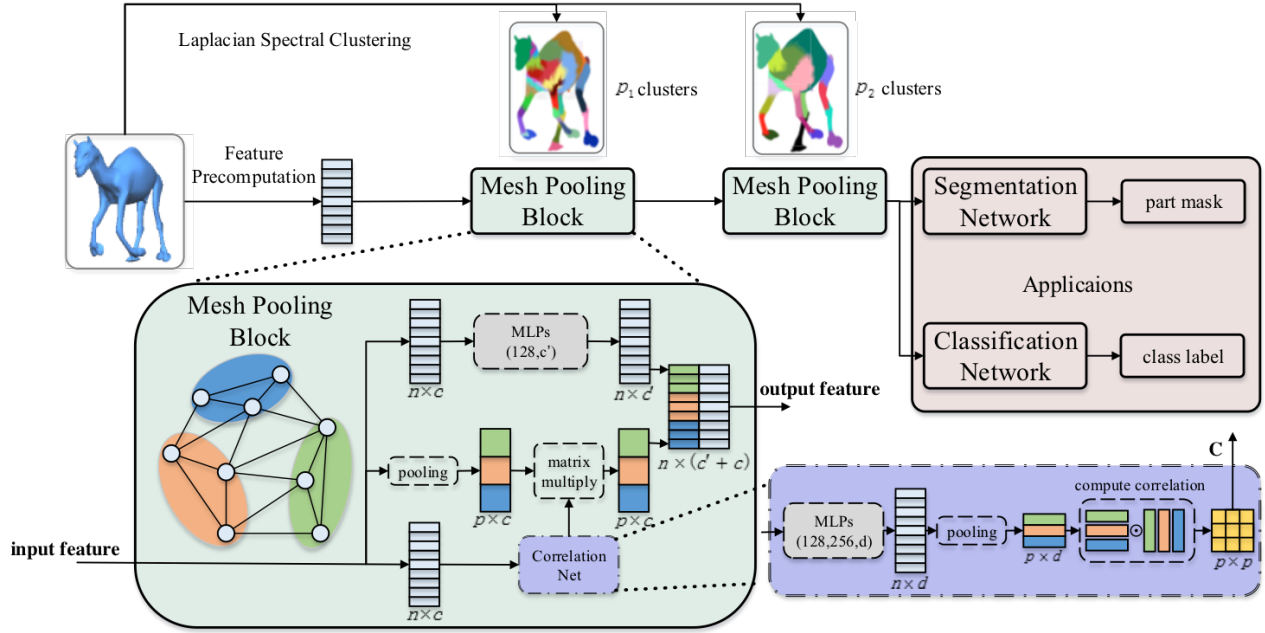 Laplacian Spectral Clustering
p₁ clusters
p₂ clusters
Feature
Precomputation
Mesh Pooling
Block
Mesh Pooling
Block
Segmentation
Network
part mask
Applicaions
Classification
Network
class label
Mesh Pooling
Block
MLPs
(128,c')
n×c
n×c'
output feature
pooling
matrix
multiply
n×(c'+c)
p×c
p×c
input feature
Correlation
Net
n×c
C
compute correlation
MLPs
(128,256,d)
pooling
n×d
p×d
p×p